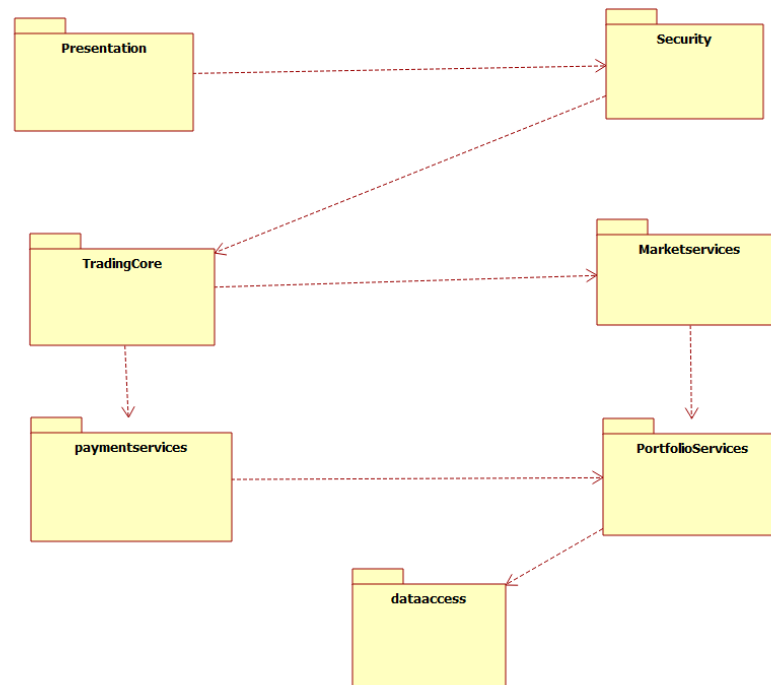 Presentation
Security
TradingCore
Marketservices
paymentservices
PortfolioServices
dataaccess